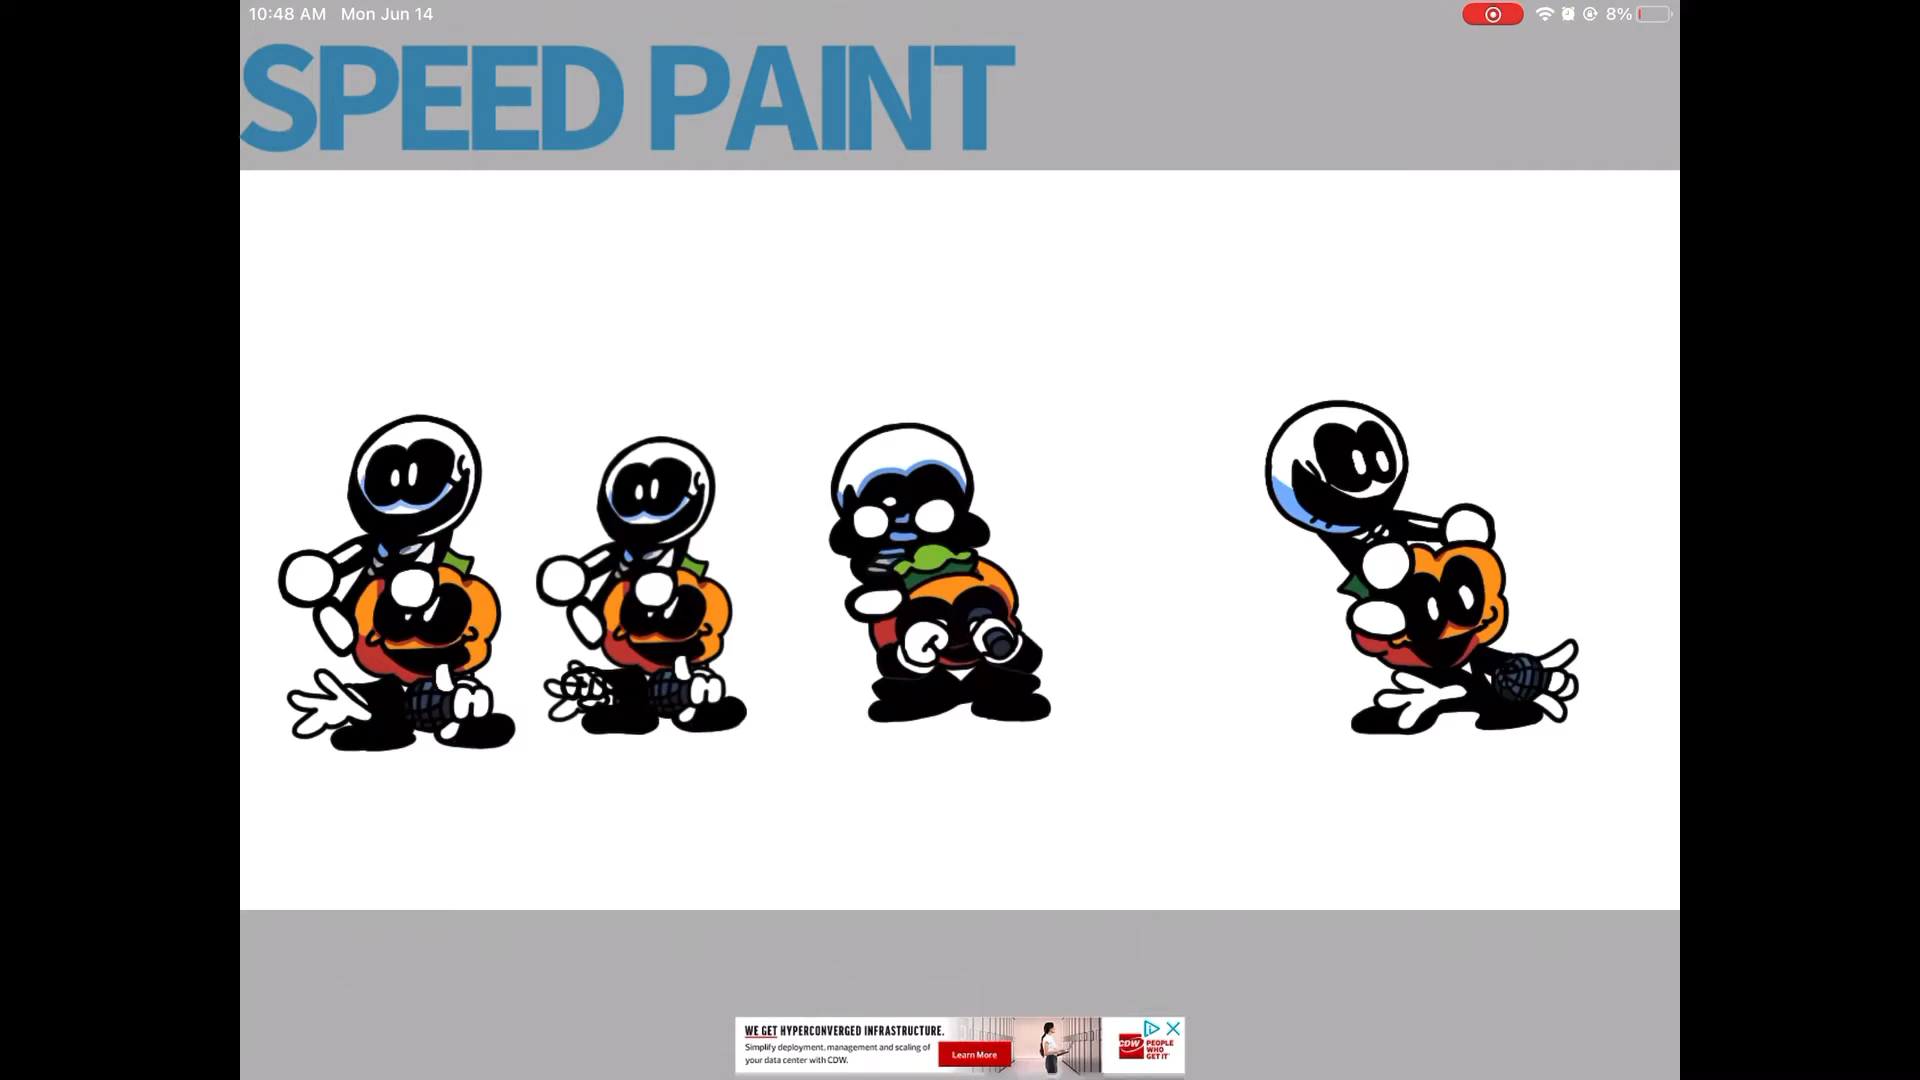 10:48 AM Mon Jun 14
8%
SPEED PAINT
WE GET HYPERCONVERGED INFRASTRUCTURE.
Simplify deployment, management and scaling of
your data center with CDW.
Learn More
CDW
PEOPLE
WHO
GET IT